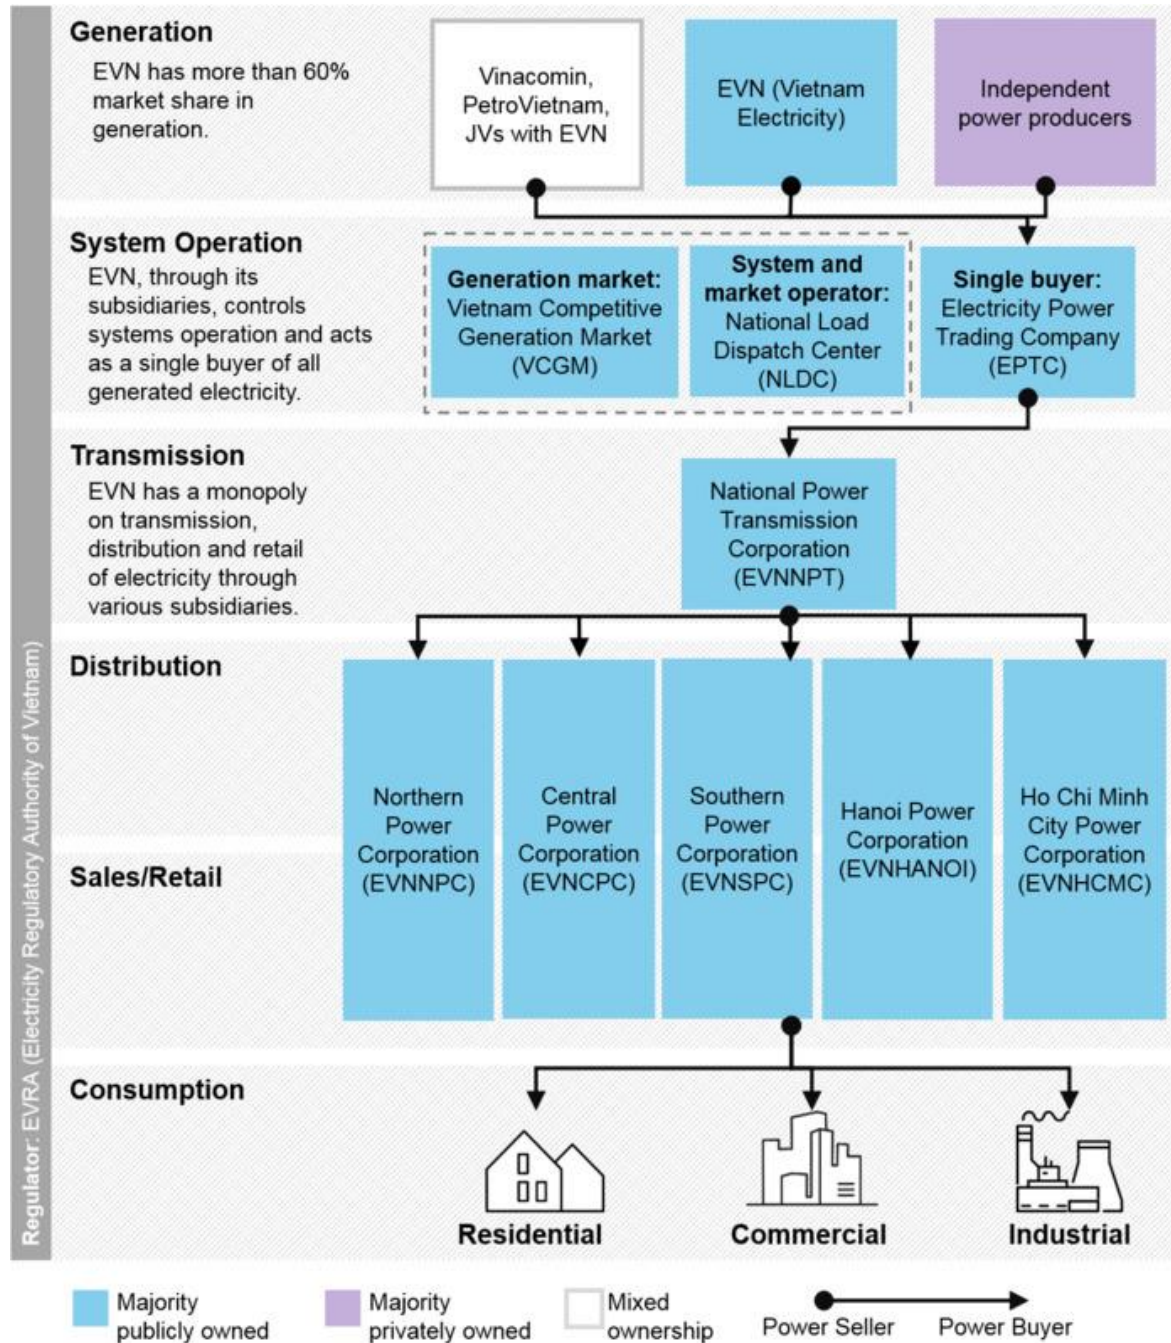 Generation
EVN has more than 60%
market share in
generation.
Vinacomin,
PetroVietnam,
JVs with EVN
EVN (Vietnam
Electricity)
Independent
power producers
System Operation
EVN, through its
subsidiaries, controls
systems operation and acts
as a single buyer of all
generated electricity.
Generation market:
Vietnam Competitive
Generation Market
(VCGM)
System and
market operator:
National Load
Dispatch Center
(NLDC)
Single buyer:
Electricity Power
Trading Company
(EPTC)
Transmission
EVN has a monopoly
on transmission,
distribution and retail
of electricity through
various subsidiaries.
National Power
Transmission
Corporation
(EVNNPT)
Distribution
Sales/Retail
Northern
Power
Corporation
(EVNNPC)
Central
Power
Corporation
(EVNCPC)
Southern
Power
Corporation
(EVNSPC)
Hanoi Power
Corporation
(EVNHANOI)
Ho Chi Minh
City Power
Corporation
(EVNHCMC)
Consumption
Residential
Commercial
Industrial
Regulator: EVRA (Electricity Regulatory Authority of Vietnam)
Majority
publicly owned
Majority
privately owned
Mixed
ownership
Power Seller
Power Buyer